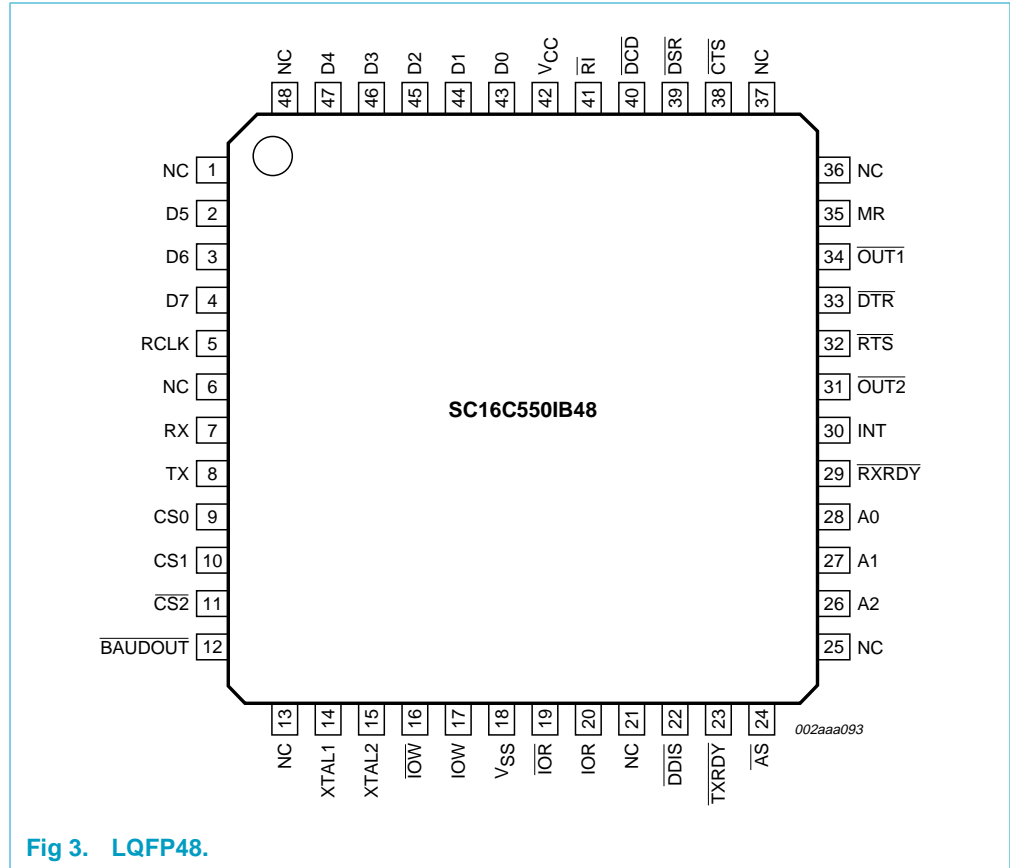 NC D4 D3 D2 D1 D0 VCC RI DCD DSR CTS NC
48 47 46 45 44 43 42 41 40 39 38 37
NC 1 36 NC
D5 2 35 MR
D6 3 34 OUT1
D7 4 33 DTR
RCLK 5 32 RTS
NC 6 31 OUT2
SC16C550IB48
RX 7 30 INT
TX 8 29 RXRDY
CS0 9 28 A0
CS1 10 27 A1
CS2 11 26 A2
BAUDOUT 12 25 NC
13 14 15 16 17 18 19 20 21 22 23 24
NC XTAL1 XTAL2 IOW IOW VSS IOR IOR NC DDIS TXRDY AS
002aaa093
Fig 3. LQFP48.